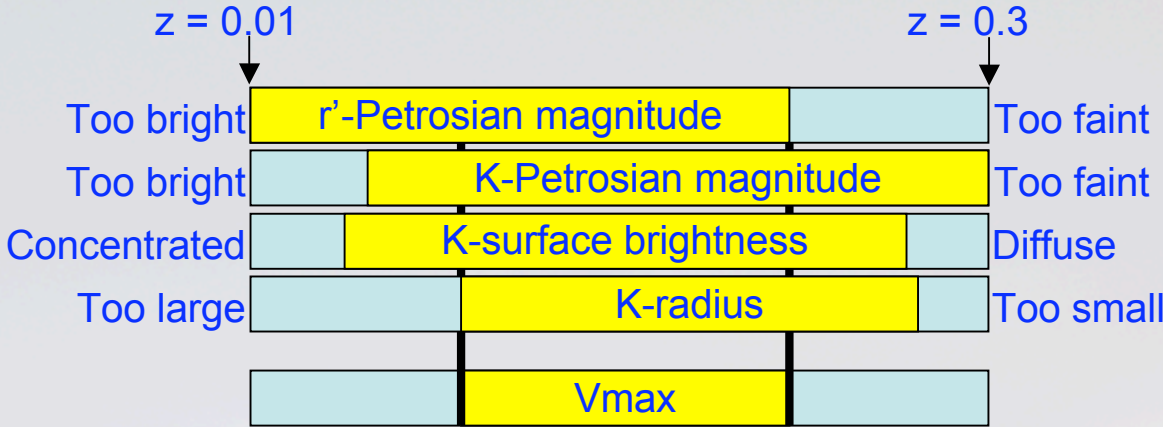 z = 0.01 z = 0.3
Too bright r’-Petrosian magnitude Too faint
Too bright K-Petrosian magnitude Too faint
Concentrated K-surface brightness Diffuse
Too large K-radius Too small
Vmax